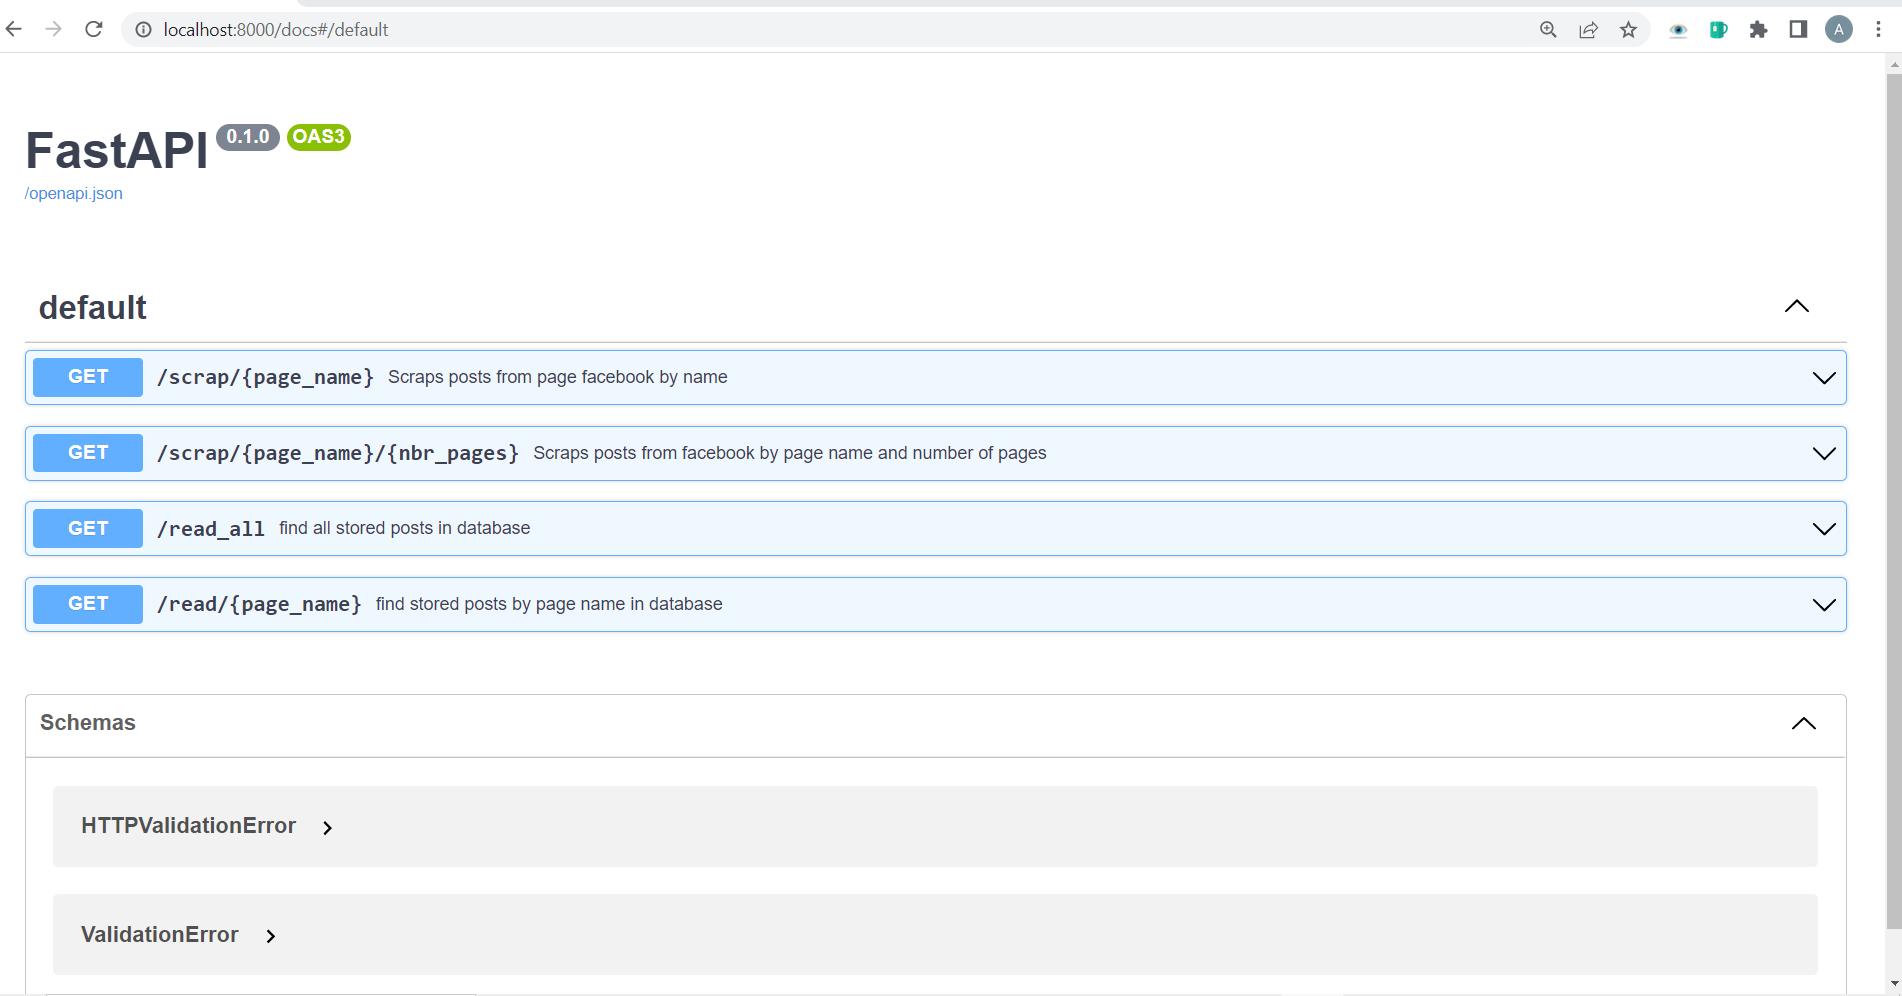 localhost:8000/docs#/default
A
FastAPI 0.1.0 OAS3
/openapi.json
default
GET /scrap/{page_name} Scraps posts from page facebook by name
GET /scrap/{page_name}/{nbr_pages} Scraps posts from facebook by page name and number of pages
GET /read_all find all stored posts in database
GET /read/{page_name} find stored posts by page name in database
Schemas
HTTPValidationError
ValidationError